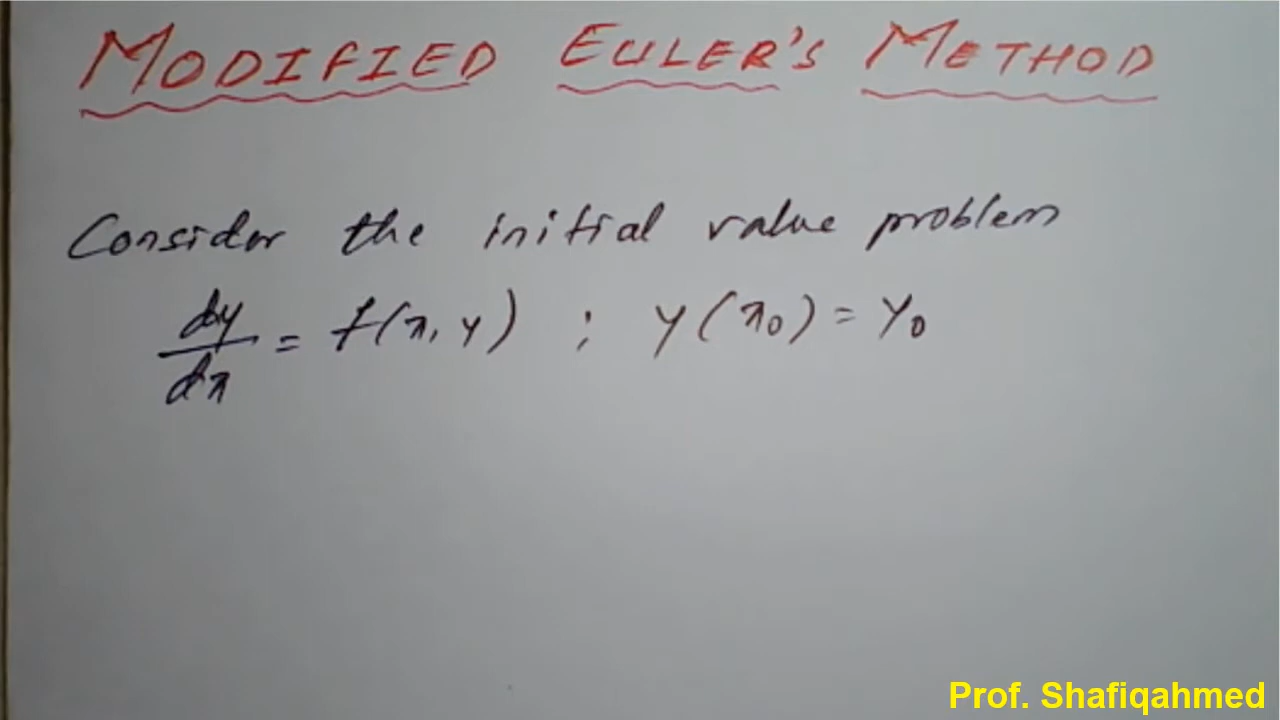 MODIFIED EULER'S METHOD
Consider the initial value problem
dy/dx = f(x, y) ; y(x₀) = y₀
Prof. Shafiqahmed